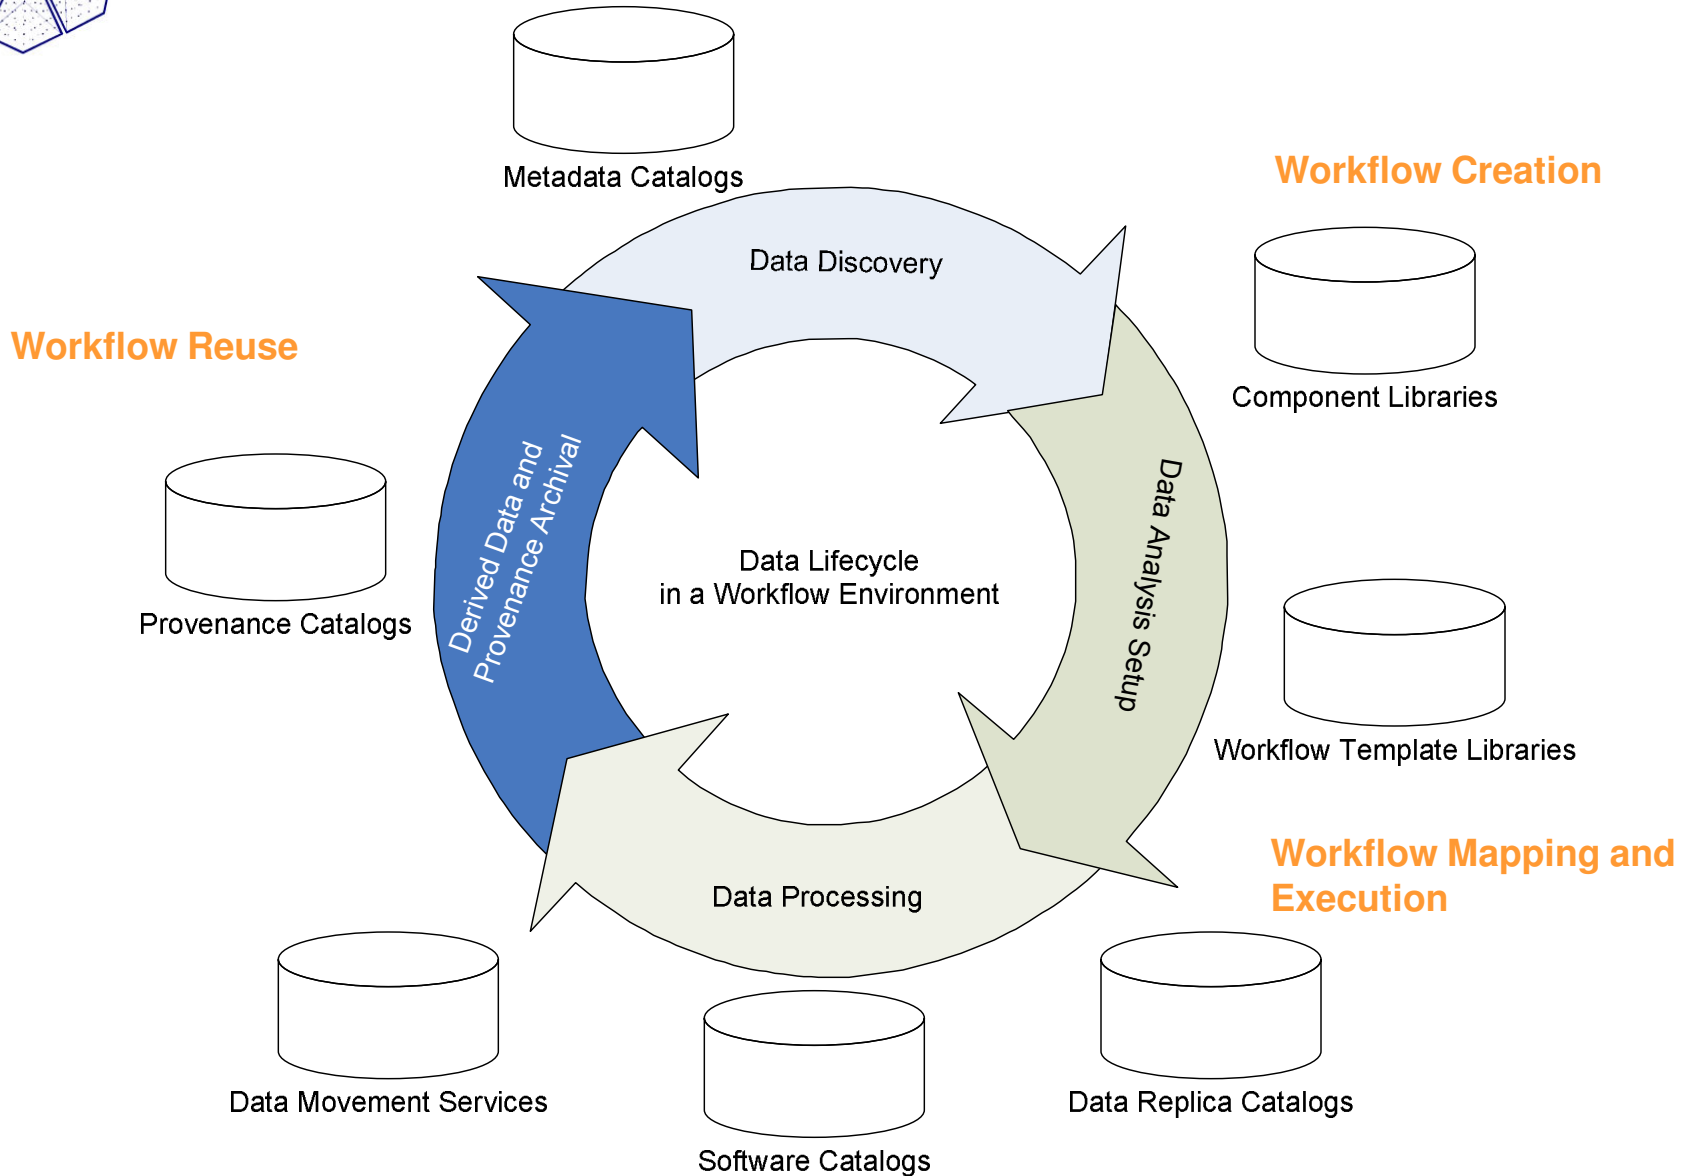 Metadata Catalogs
Workflow Creation
Data Discovery
Workflow Reuse
Component Libraries
Derived Data and
Provenance Archival
Data Analysis Setup
Data Lifecycle
in a Workflow Environment
Provenance Catalogs
Workflow Template Libraries
Workflow Mapping and
Execution
Data Processing
Data Movement Services
Data Replica Catalogs
Software Catalogs